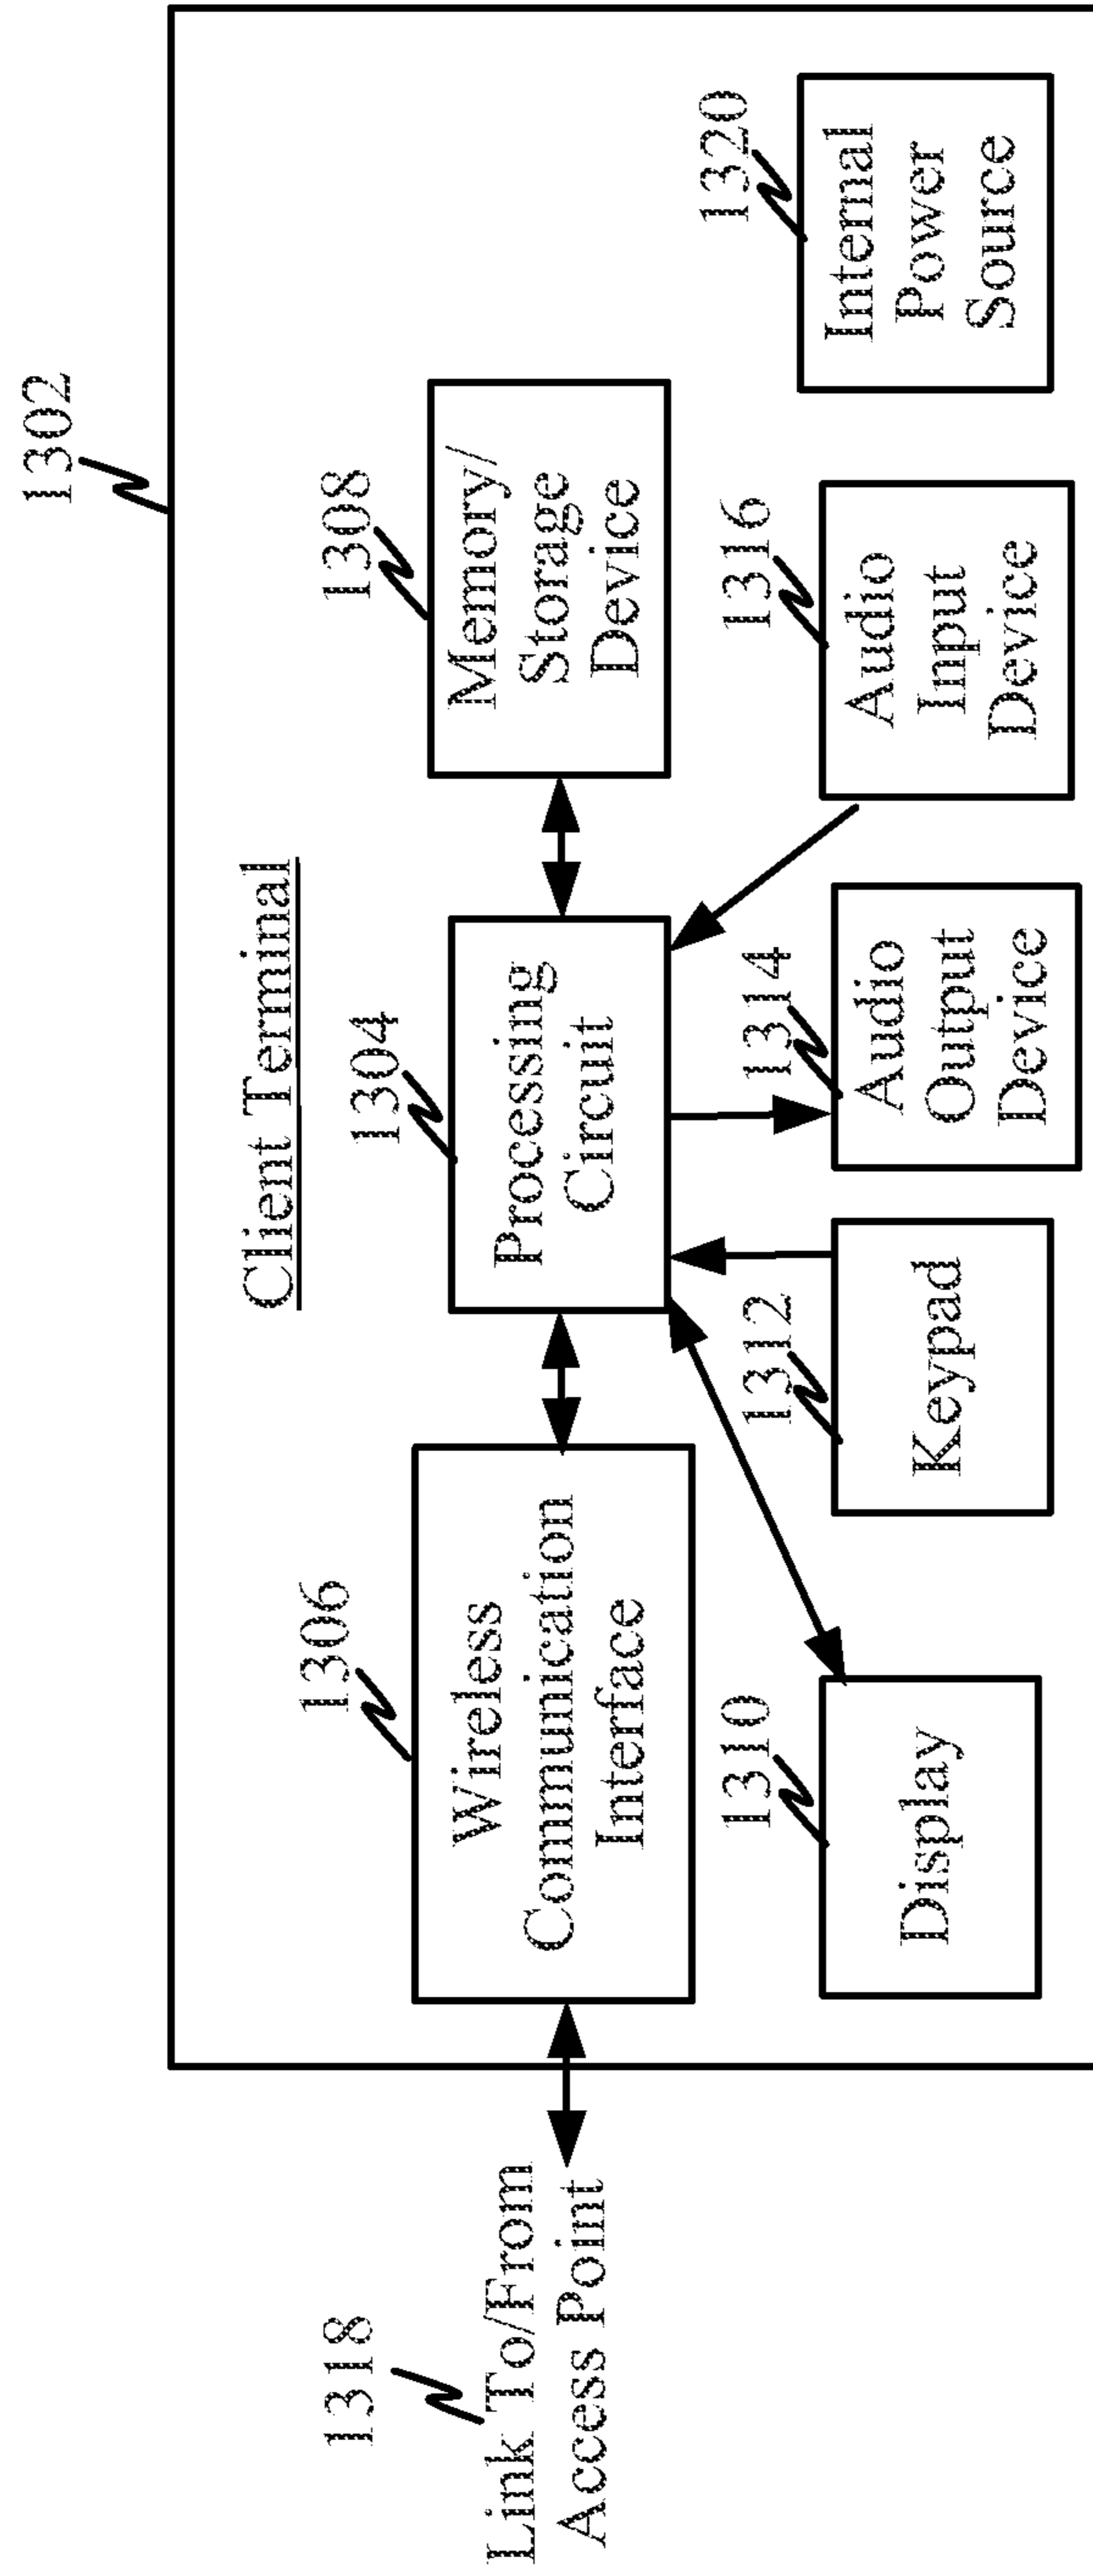 1302
Client Terminal
1318
Link To/From
Access Point
1306
Wireless
Communication
Interface
1304
Processing
Circuit
1308
Memory/
Storage
Device
1310
Display
1312
Keypad
1314
Audio
Output
Device
1316
Audio
Input
Device
1320
Internal
Power
Source